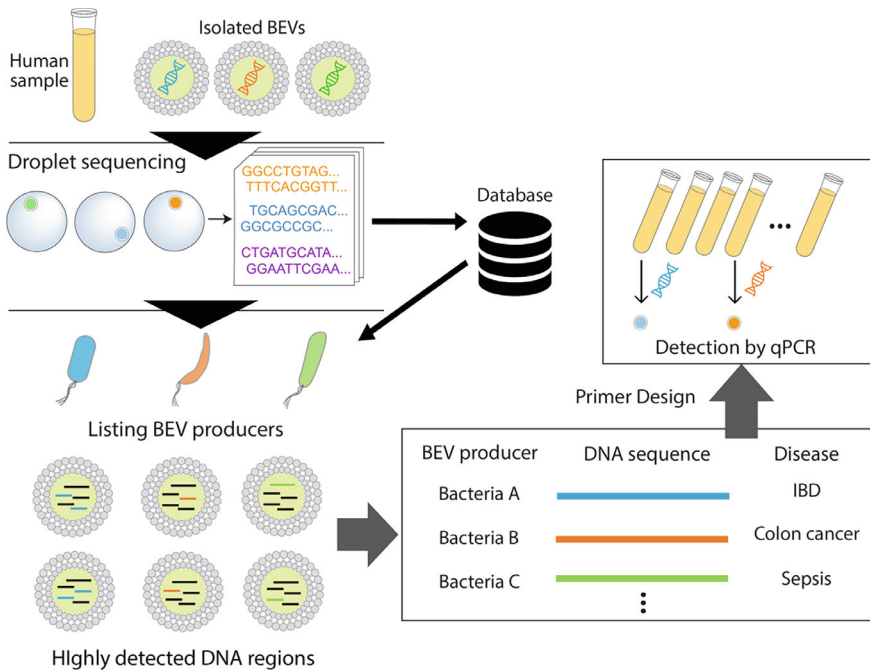 Isolated BEVs
Human
sample
Droplet sequencing
GGCCTGTAG...
TTTCACGGTT...
TGCAGCGAC...
GGCGCCGC...
CTGATGCATA...
GGAATTCGAA...
Database
...
Detection by qPCR
Primer Design
Listing BEV producers
BEV producer DNA sequence Disease
Bacteria A IBD
Bacteria B Colon cancer
Bacteria C Sepsis
HIghly detected DNA regions